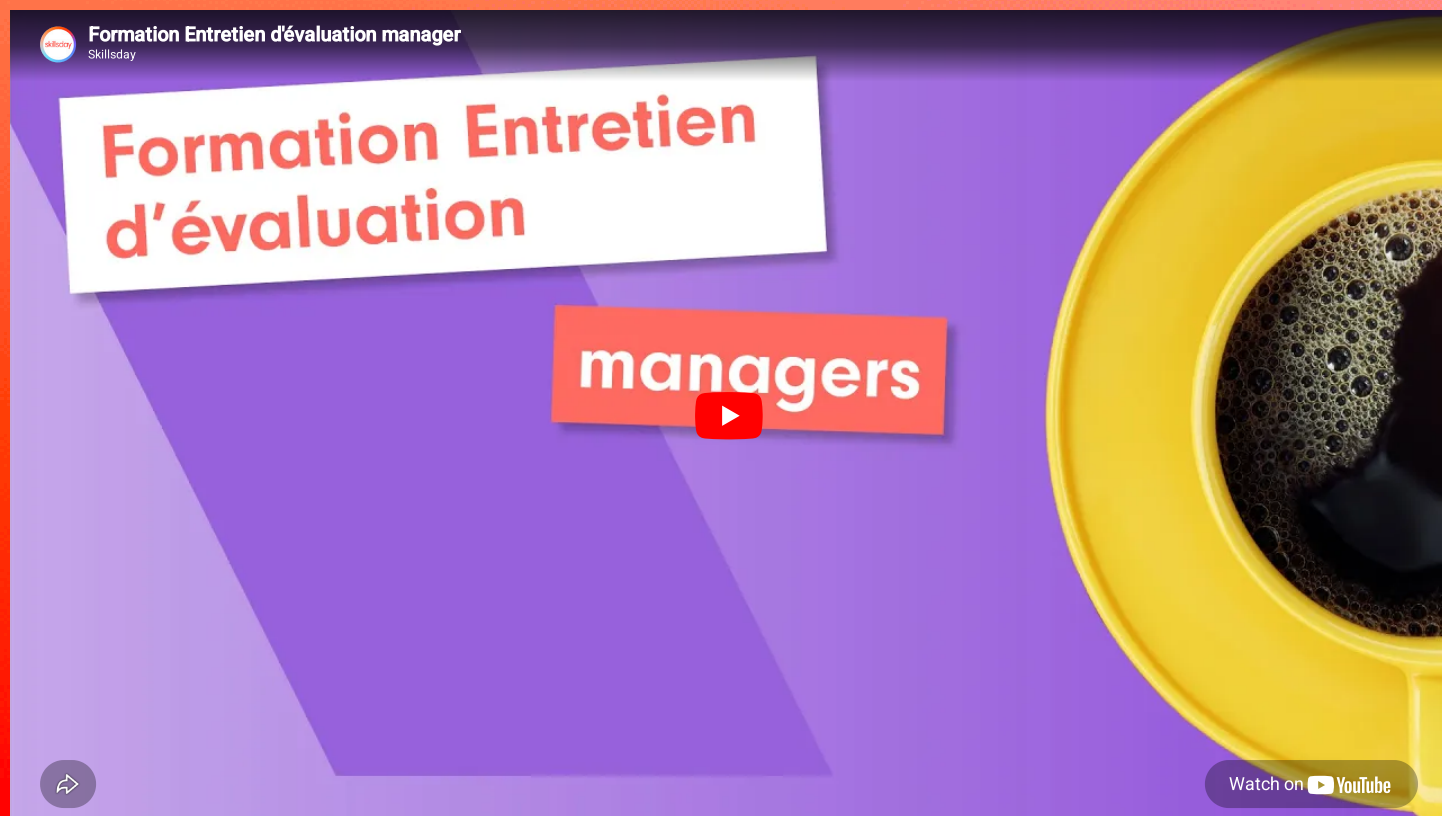 skillsday
Formation Entretien d'évaluation manager
Skillsday
Formation Entretien
d’évaluation
managers
Watch on YouTube